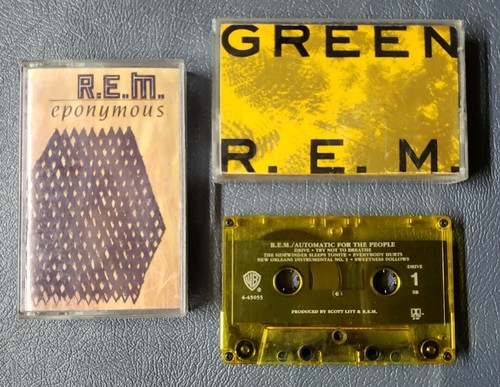 R.E.M.
eponymous
GREEN
R. E. M.
R.E.M./AUTOMATIC FOR THE PEOPLE
DRIVE • TRY NOT TO BREATHE
THE SIDEWINDER SLEEPS TONITE • EVERYBODY HURTS
NEW ORLEANS INSTRUMENTAL NO. 1 • SWEETNESS FOLLOWS
DRIVE
1
SR
4-45055
PRODUCED BY SCOTT LITT & R.E.M.